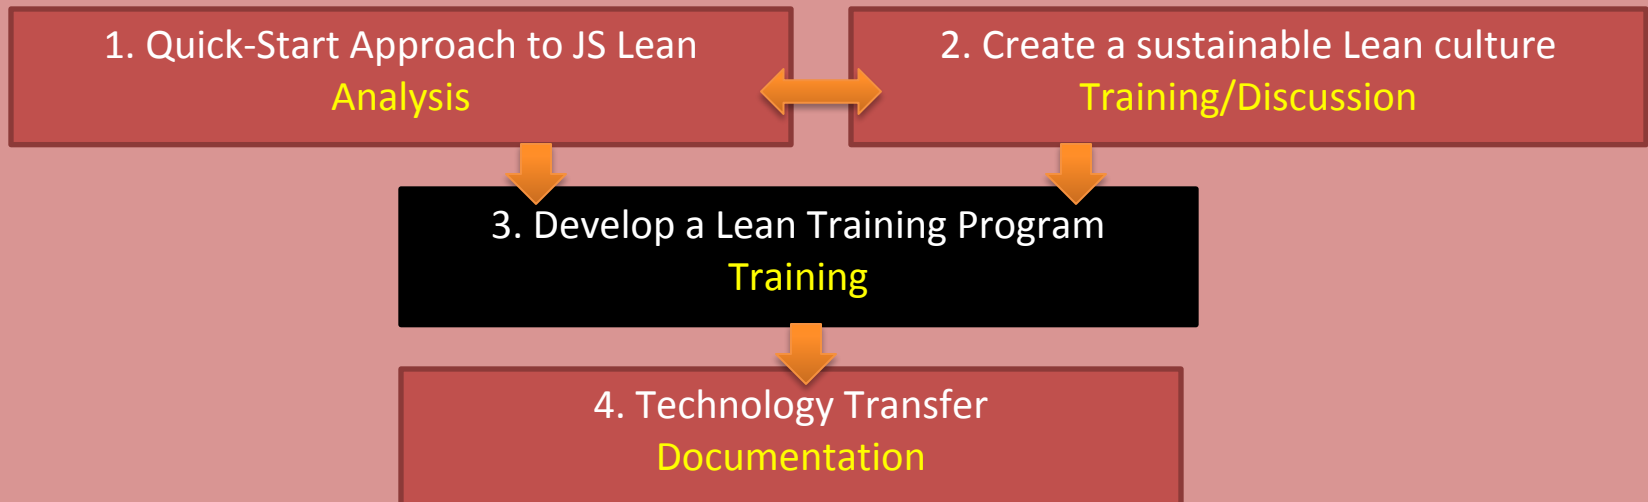 1. Quick-Start Approach to JS Lean
Analysis
2. Create a sustainable Lean culture
Training/Discussion
3. Develop a Lean Training Program
Training
4. Technology Transfer
Documentation